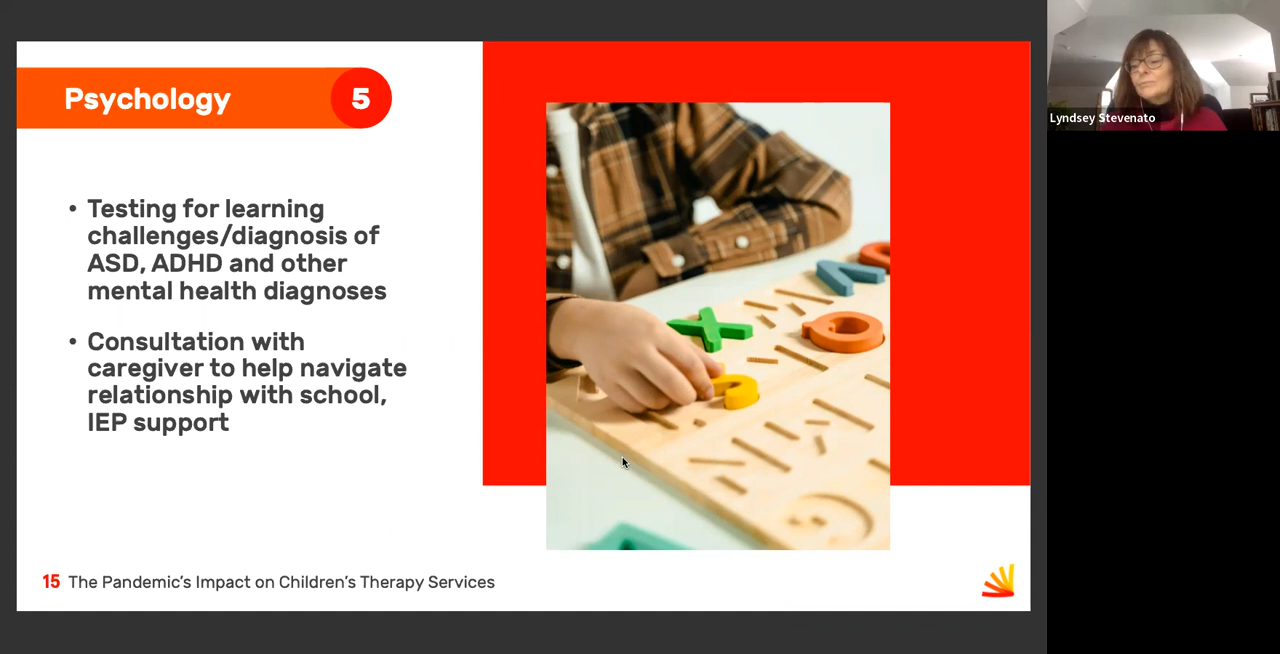 Psychology 5
• Testing for learning
challenges/diagnosis of
ASD, ADHD and other
mental health diagnoses
• Consultation with
caregiver to help navigate
relationship with school,
IEP support
15 The Pandemic's Impact on Children's Therapy Services
Lyndsey Stevenato